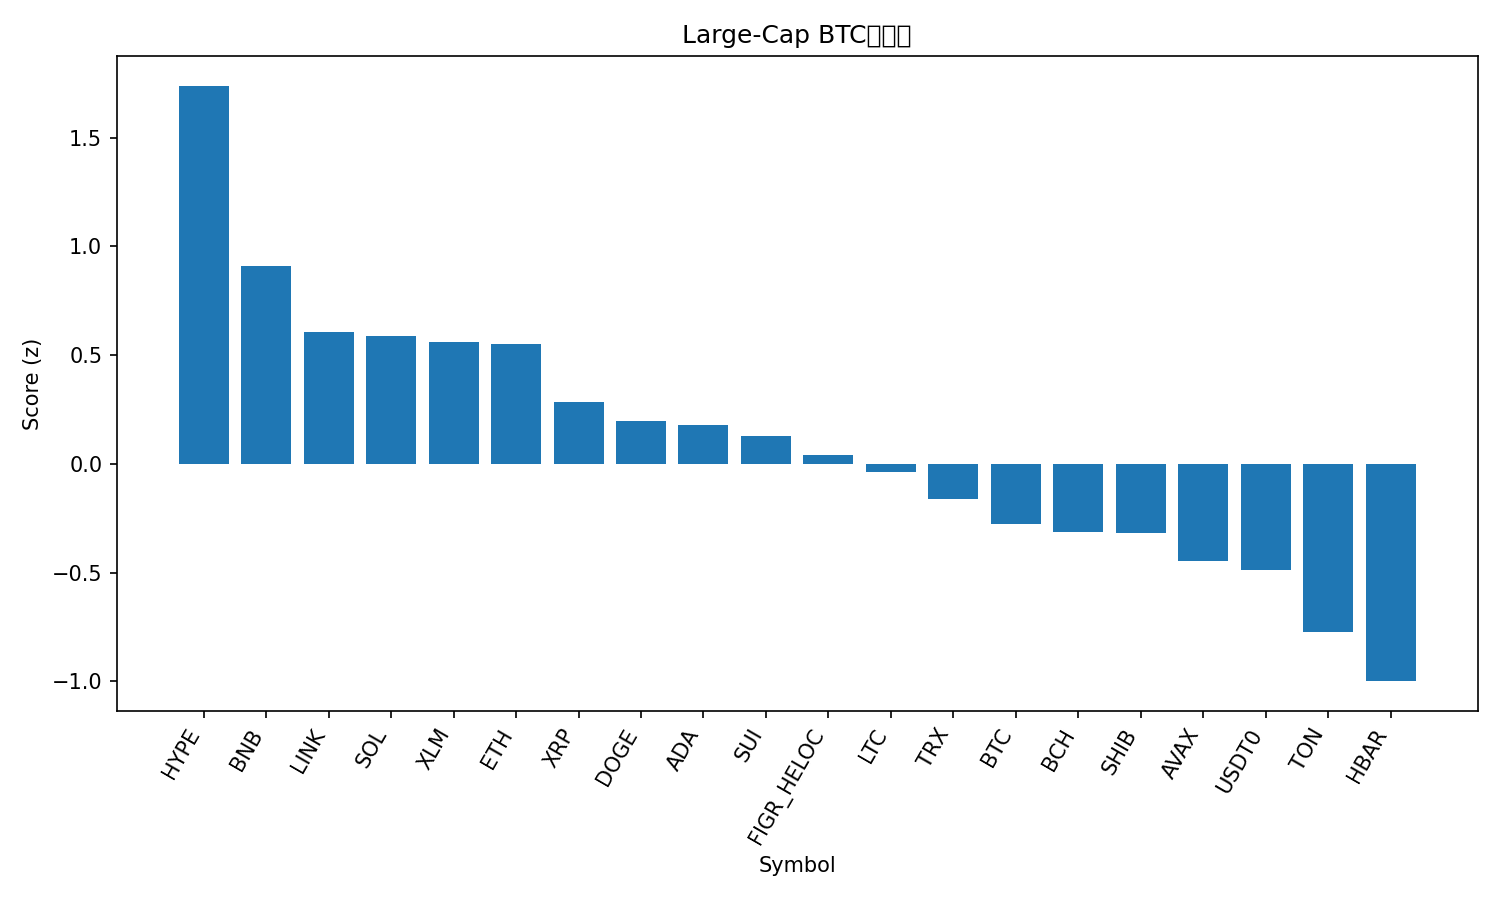 Large-Cap BTC
Score (z)
1.5
1.0
0.5
0.0
−0.5
−1.0
HYPE
BNB
LINK
SOL
XLM
ETH
XRP
DOGE
ADA
SUI
FIGR_HELOC
LTC
TRX
BTC
BCH
SHIB
AVAX
USDT0
TON
HBAR
Symbol